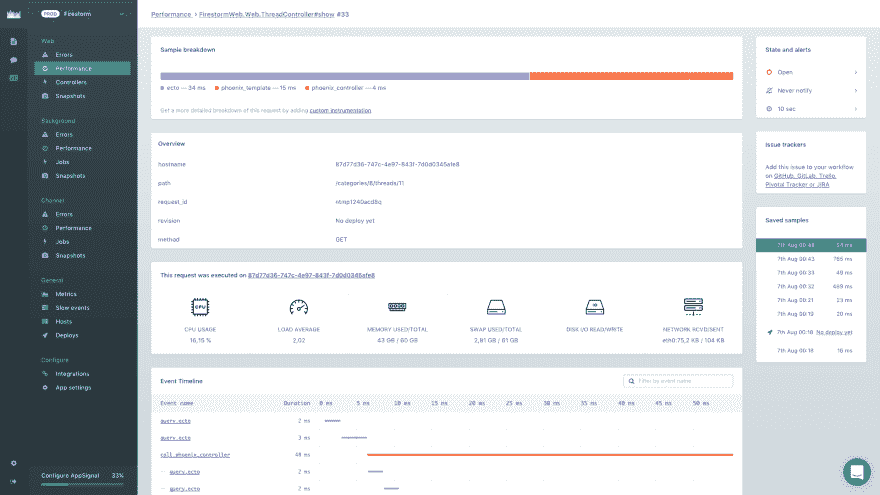 PROD Firestorm
Performance › FirestormWeb.Web.ThreadController#show #33
Web
Errors
Performance
Controllers
Snapshots
Background
Errors
Performance
Jobs
Snapshots
Channel
Errors
Performance
Jobs
Snapshots
General
Metrics
Slow events
Hosts
Deploys
Configure
Integrations
App settings
Configure AppSignal 33%
Sample breakdown
ecto — 34 ms phoenix_template — 15 ms phoenix_controller — 4 ms
Get a more detailed breakdown of this request by adding custom instrumentation
Overview
hostname 87d77d36-747c-4e97-843f-7d0d0345afe8
path /categories/6/threads/11
request_id
revision No deploy yet
method GET
This request was executed on 87d77d36-747c-4e97-843f-7d0d0345afe8
CPU USAGE LOAD AVERAGE MEMORY USED/TOTAL SWAP USED/TOTAL DISK I/O READ/WRITE NETWORK RCVD/SENT
16,15 % 2,02 43 GB / 60 GB 2,81 GB / 61 GB eth0:75,2 KB / 104 KB
Event Timeline Filter by event name
Event name Duration 0 ms 5 ms 10 ms 15 ms 20 ms 25 ms 30 ms 35 ms 40 ms 45 ms 50 ms
query.ecto 2 ms
query.ecto 3 ms
call.phoenix_controller 48 ms
query.ecto 2 ms
query.ecto 2 ms
State and alerts
Open
Never notify
10 sec
Issue trackers
Add this issue to your workflow
on GitHub, GitLab, Trello,
Pivotal Tracker or JIRA
Saved samples
7th Aug 00:48 54 ms
7th Aug 00:43 765 ms
7th Aug 00:33 49 ms
7th Aug 00:32 489 ms
7th Aug 00:21 23 ms
7th Aug 00:19 20 ms
7th Aug 00:18 No deploy yet
7th Aug 00:18 16 ms